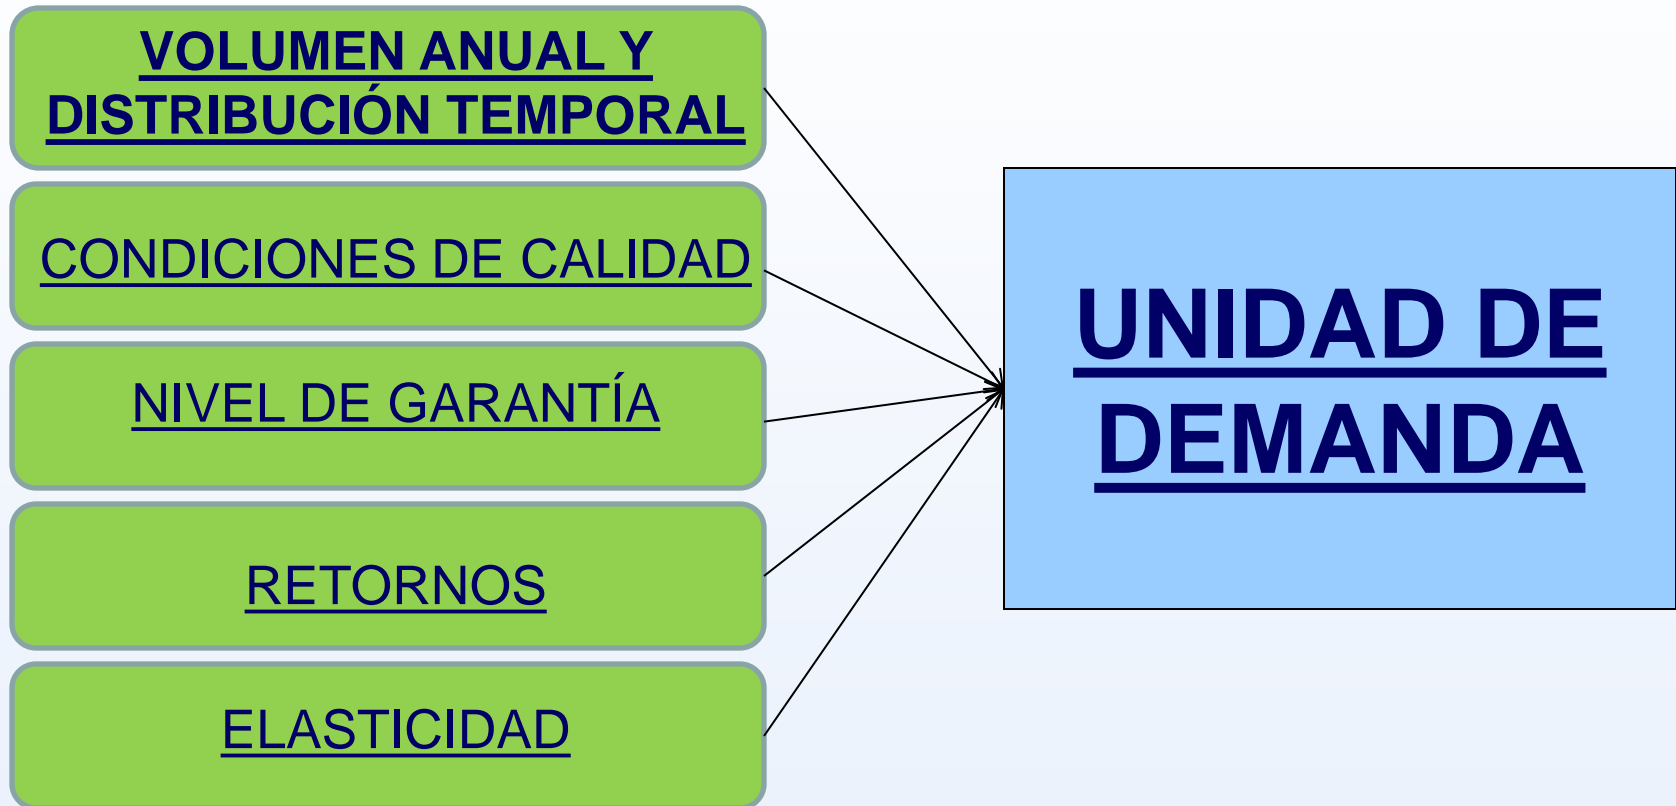 VOLUMEN ANUAL Y
DISTRIBUCIÓN TEMPORAL
CONDICIONES DE CALIDAD
NIVEL DE GARANTÍA
RETORNOS
ELASTICIDAD
UNIDAD DE
DEMANDA